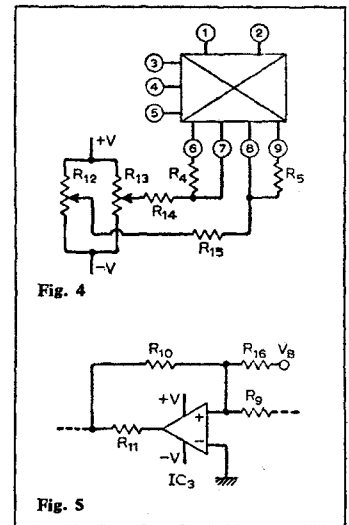 1 2
3
4
5
6 7 8 9
+V
R12 R13 R4 R5
R14
R15
-V
Fig. 4
R10 R16 VB
+V R9
+
R11
-
-V
IC3
Fig. 5